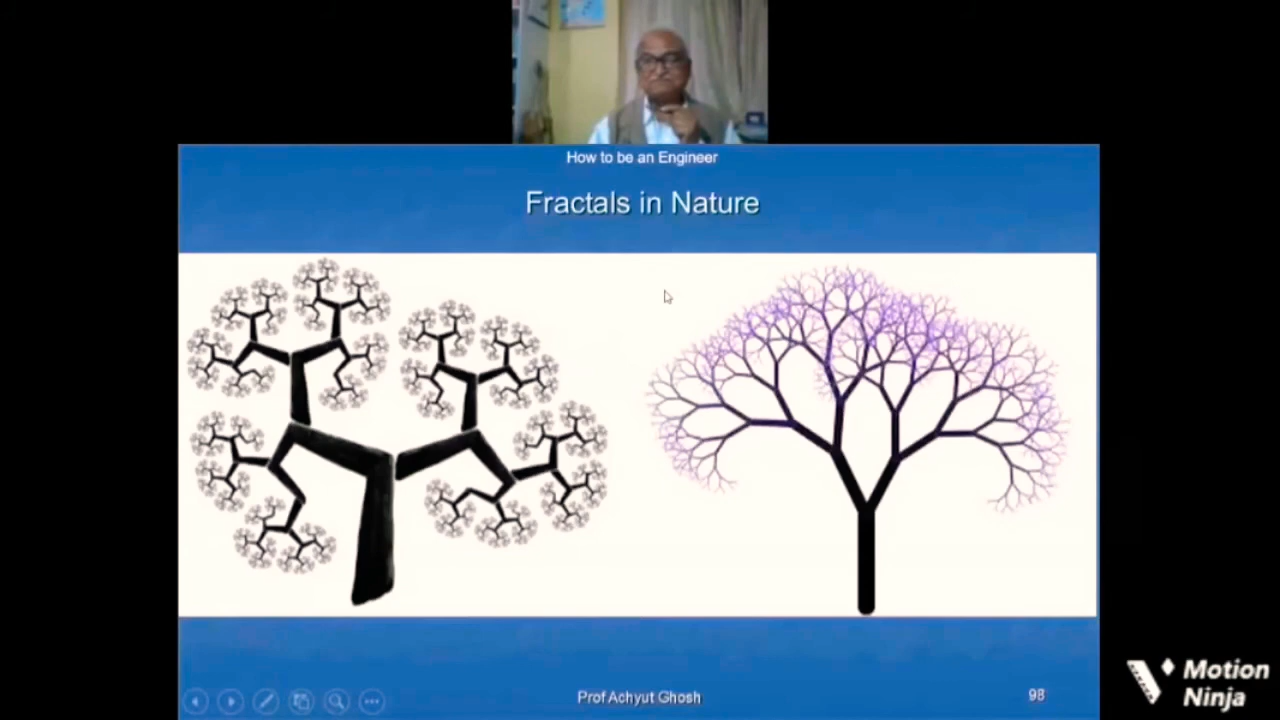 How to be an Engineer
Fractals in Nature
Prof Achyut Ghosh
98
Motion
Ninja